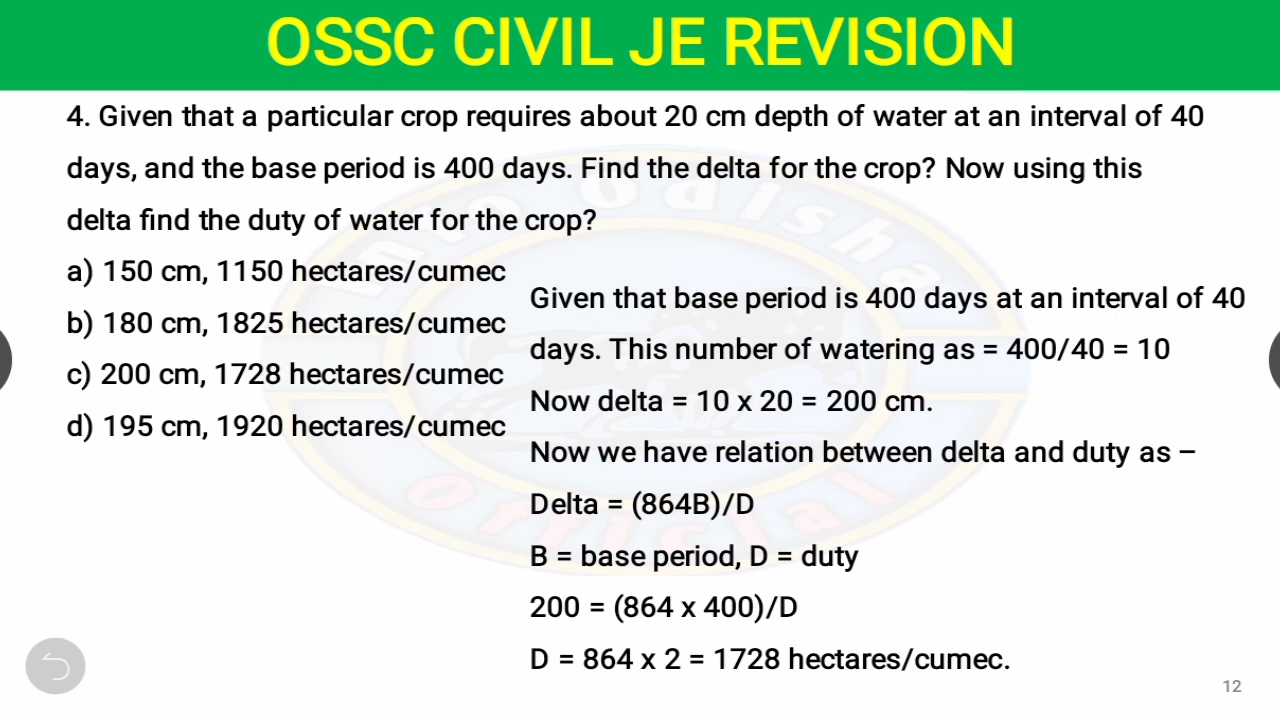 OSSC CIVIL JE REVISION
4. Given that a particular crop requires about 20 cm depth of water at an interval of 40
days, and the base period is 400 days. Find the delta for the crop? Now using this
delta find the duty of water for the crop?
a) 150 cm, 1150 hectares/cumec
b) 180 cm, 1825 hectares/cumec
c) 200 cm, 1728 hectares/cumec
d) 195 cm, 1920 hectares/cumec
Given that base period is 400 days at an interval of 40
days. This number of watering as = 400/40 = 10
Now delta = 10 x 20 = 200 cm.
Now we have relation between delta and duty as –
Delta = (864B)/D
B = base period, D = duty
200 = (864 x 400)/D
D = 864 x 2 = 1728 hectares/cumec.
Info Odisha
Official
12